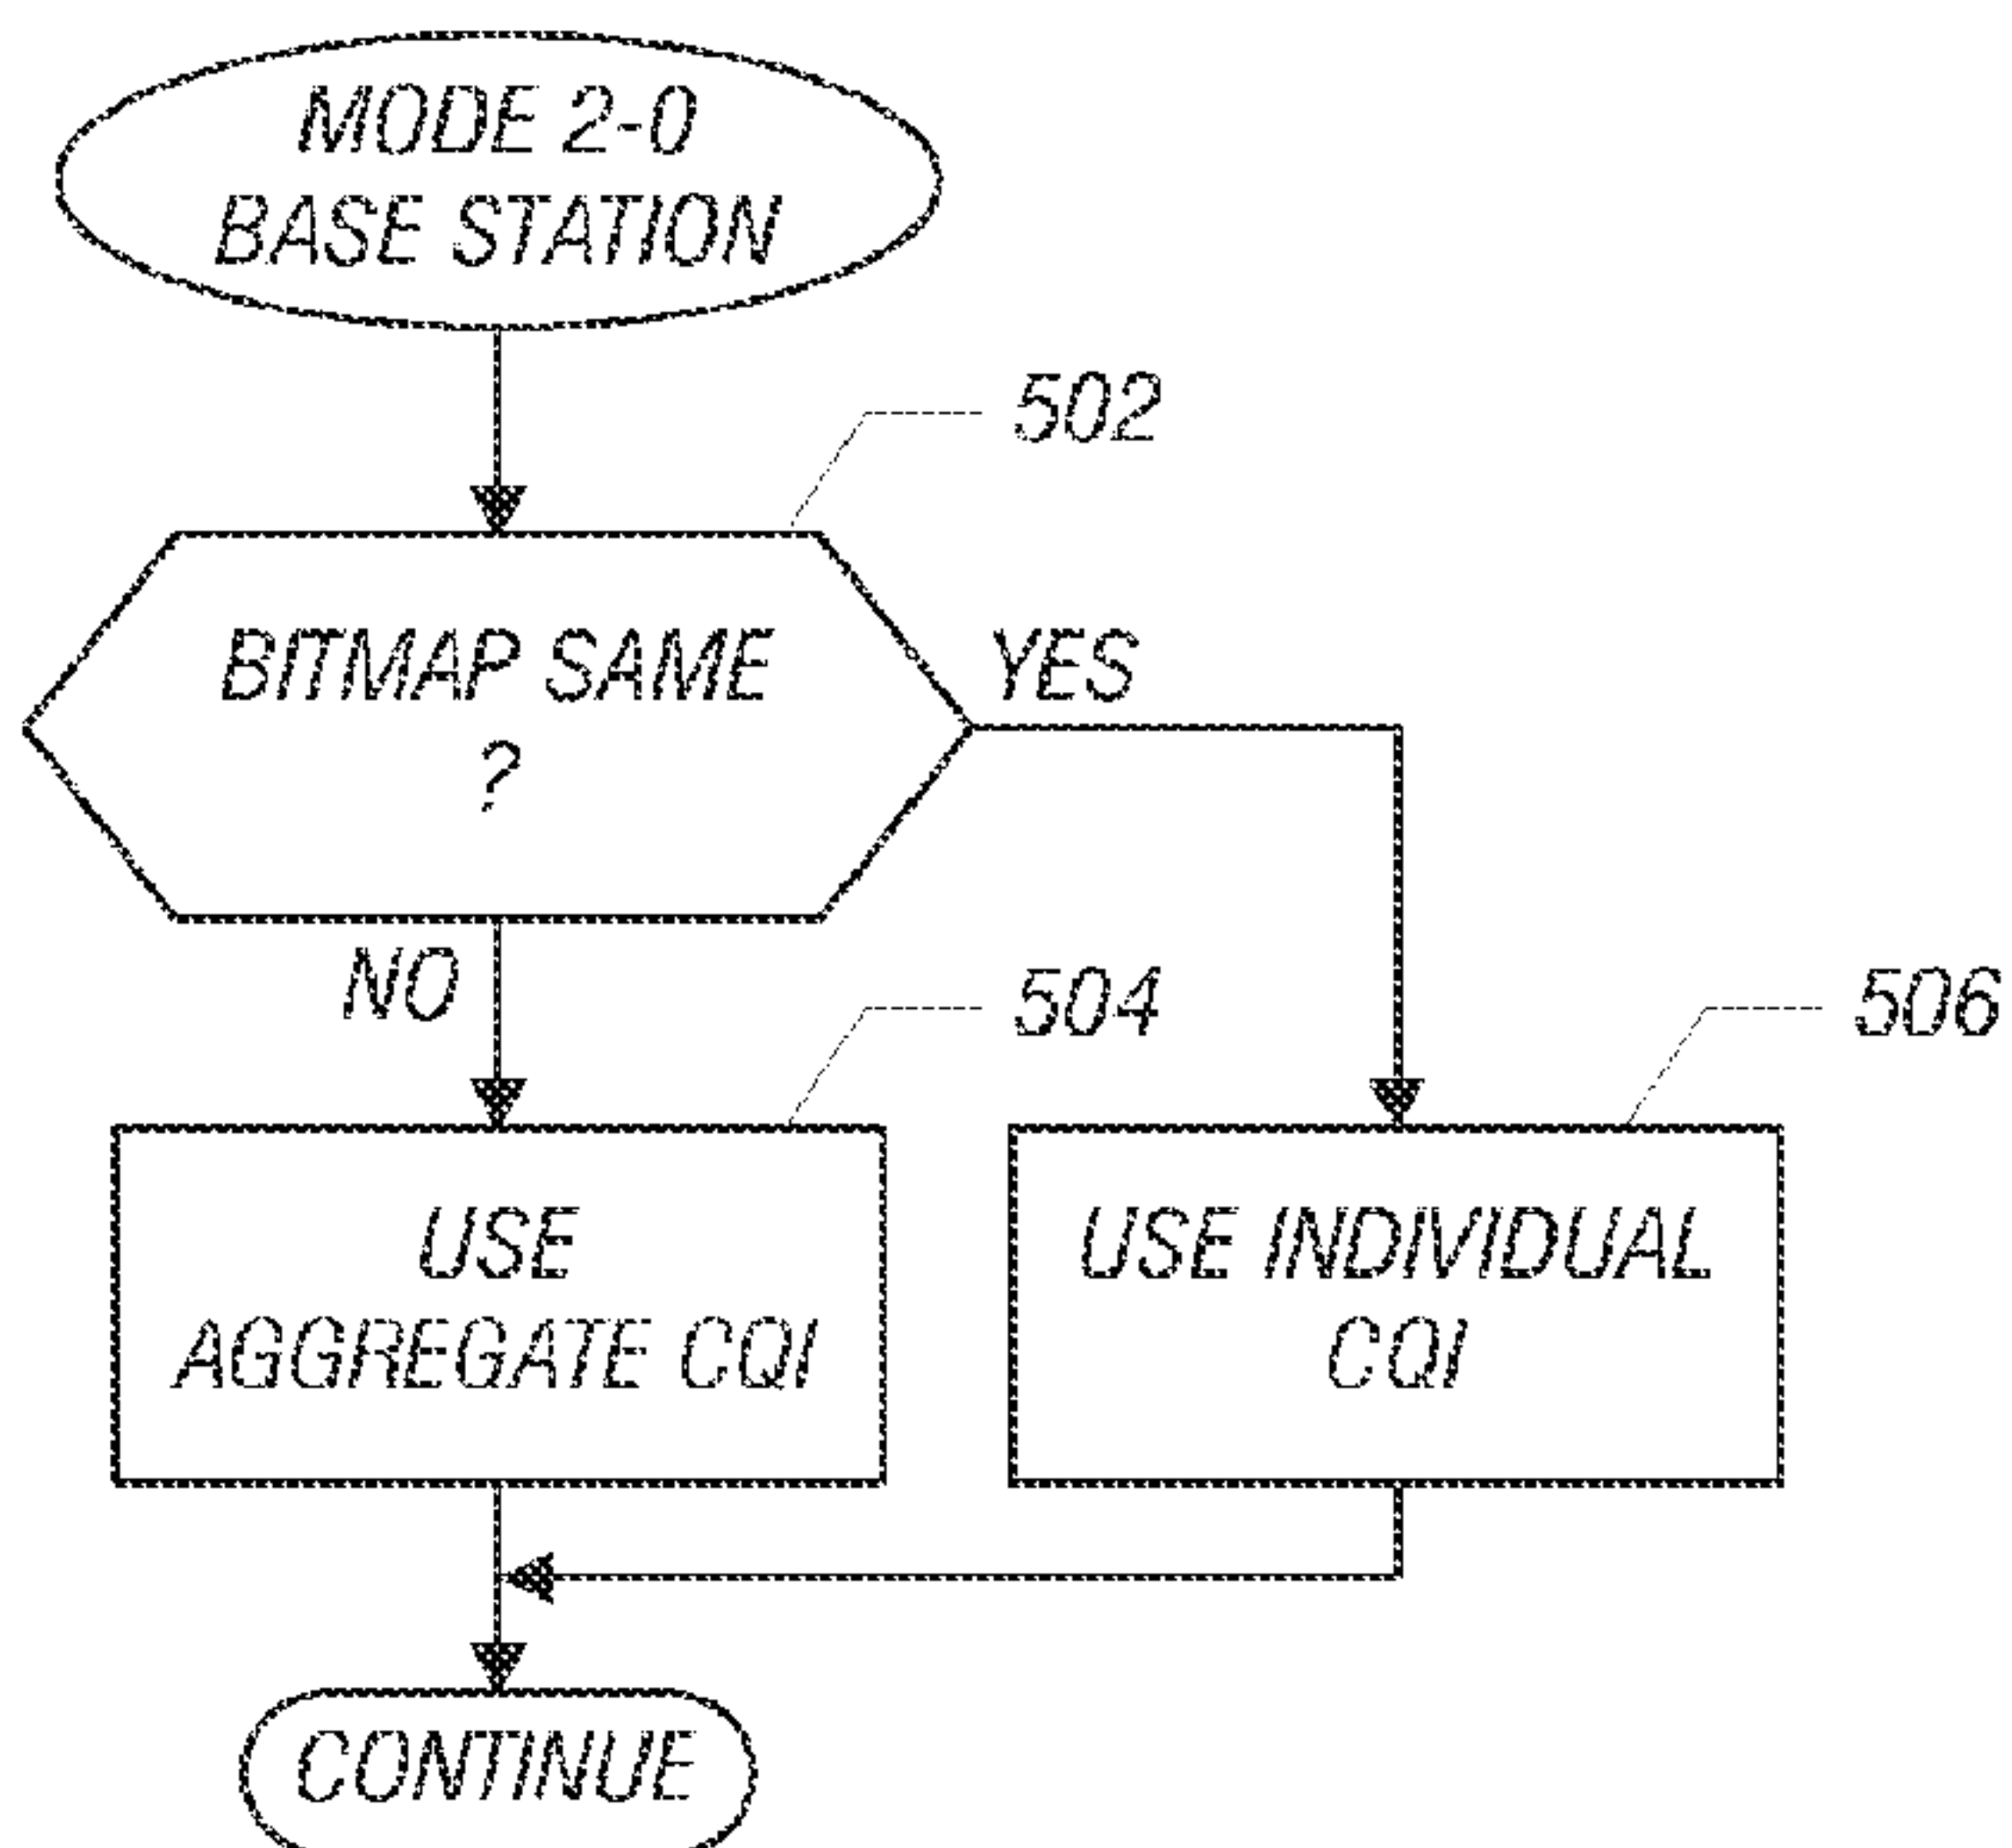 MODE 2-0
BASE STATION
502
BITMAP SAME
?
YES
NO
504
506
USE
AGGREGATE CQI
USE INDIVIDUAL
CQI
CONTINUE